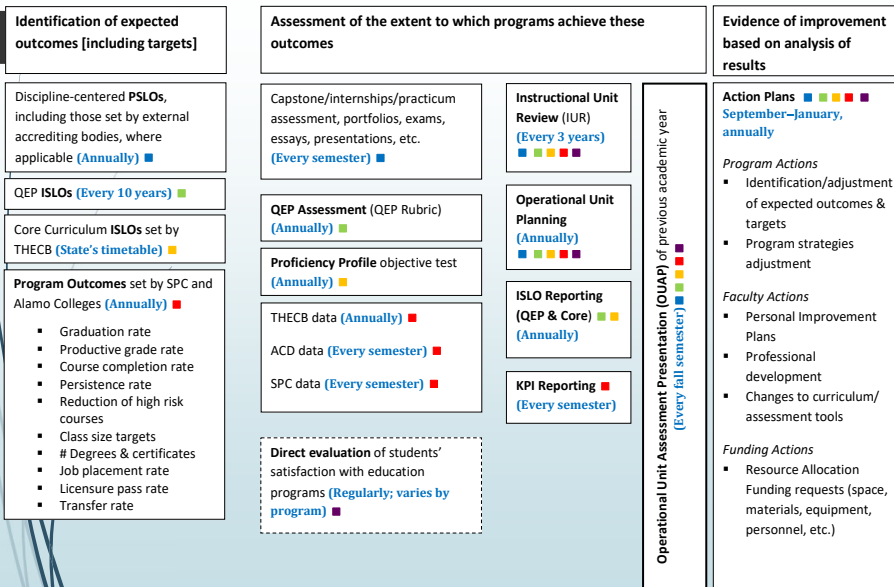 Identification of expected
outcomes [including targets]
Discipline-centered PSLOs,
including those set by external
accrediting bodies, where
applicable (Annually)
QEP ISLOs (Every 10 years)
Core Curriculum ISLOs set by
THECB (State's timetable)
Program Outcomes set by SPC and
Alamo Colleges (Annually)
▪ Graduation rate
▪ Productive grade rate
▪ Course completion rate
▪ Persistence rate
▪ Reduction of high risk
courses
▪ Class size targets
▪ # Degrees & certificates
▪ Job placement rate
▪ Licensure pass rate
▪ Transfer rate
Assessment of the extent to which programs achieve these
outcomes
Capstone/internships/practicum
assessment, portfolios, exams,
essays, presentations, etc.
(Every semester)
QEP Assessment (QEP Rubric)
(Annually)
Proficiency Profile objective test
(Annually)
THECB data (Annually)
ACD data (Every semester)
SPC data (Every semester)
Direct evaluation of students'
satisfaction with education
programs (Regularly; varies by
program)
Instructional Unit
Review (IUR)
(Every 3 years)
Operational Unit
Planning
(Annually)
ISLO Reporting
(QEP & Core)
(Annually)
KPI Reporting
(Every semester)
Operational Unit Assessment Presentation (OUAP) of previous academic year
(Every fall semester)
Evidence of improvement
based on analysis of
results
Action Plans
September–January,
annually
Program Actions
▪ Identification/adjustment
of expected outcomes &
targets
▪ Program strategies
adjustment
Faculty Actions
▪ Personal Improvement
Plans
▪ Professional
development
▪ Changes to curriculum/
assessment tools
Funding Actions
▪ Resource Allocation
Funding requests (space,
materials, equipment,
personnel, etc.)